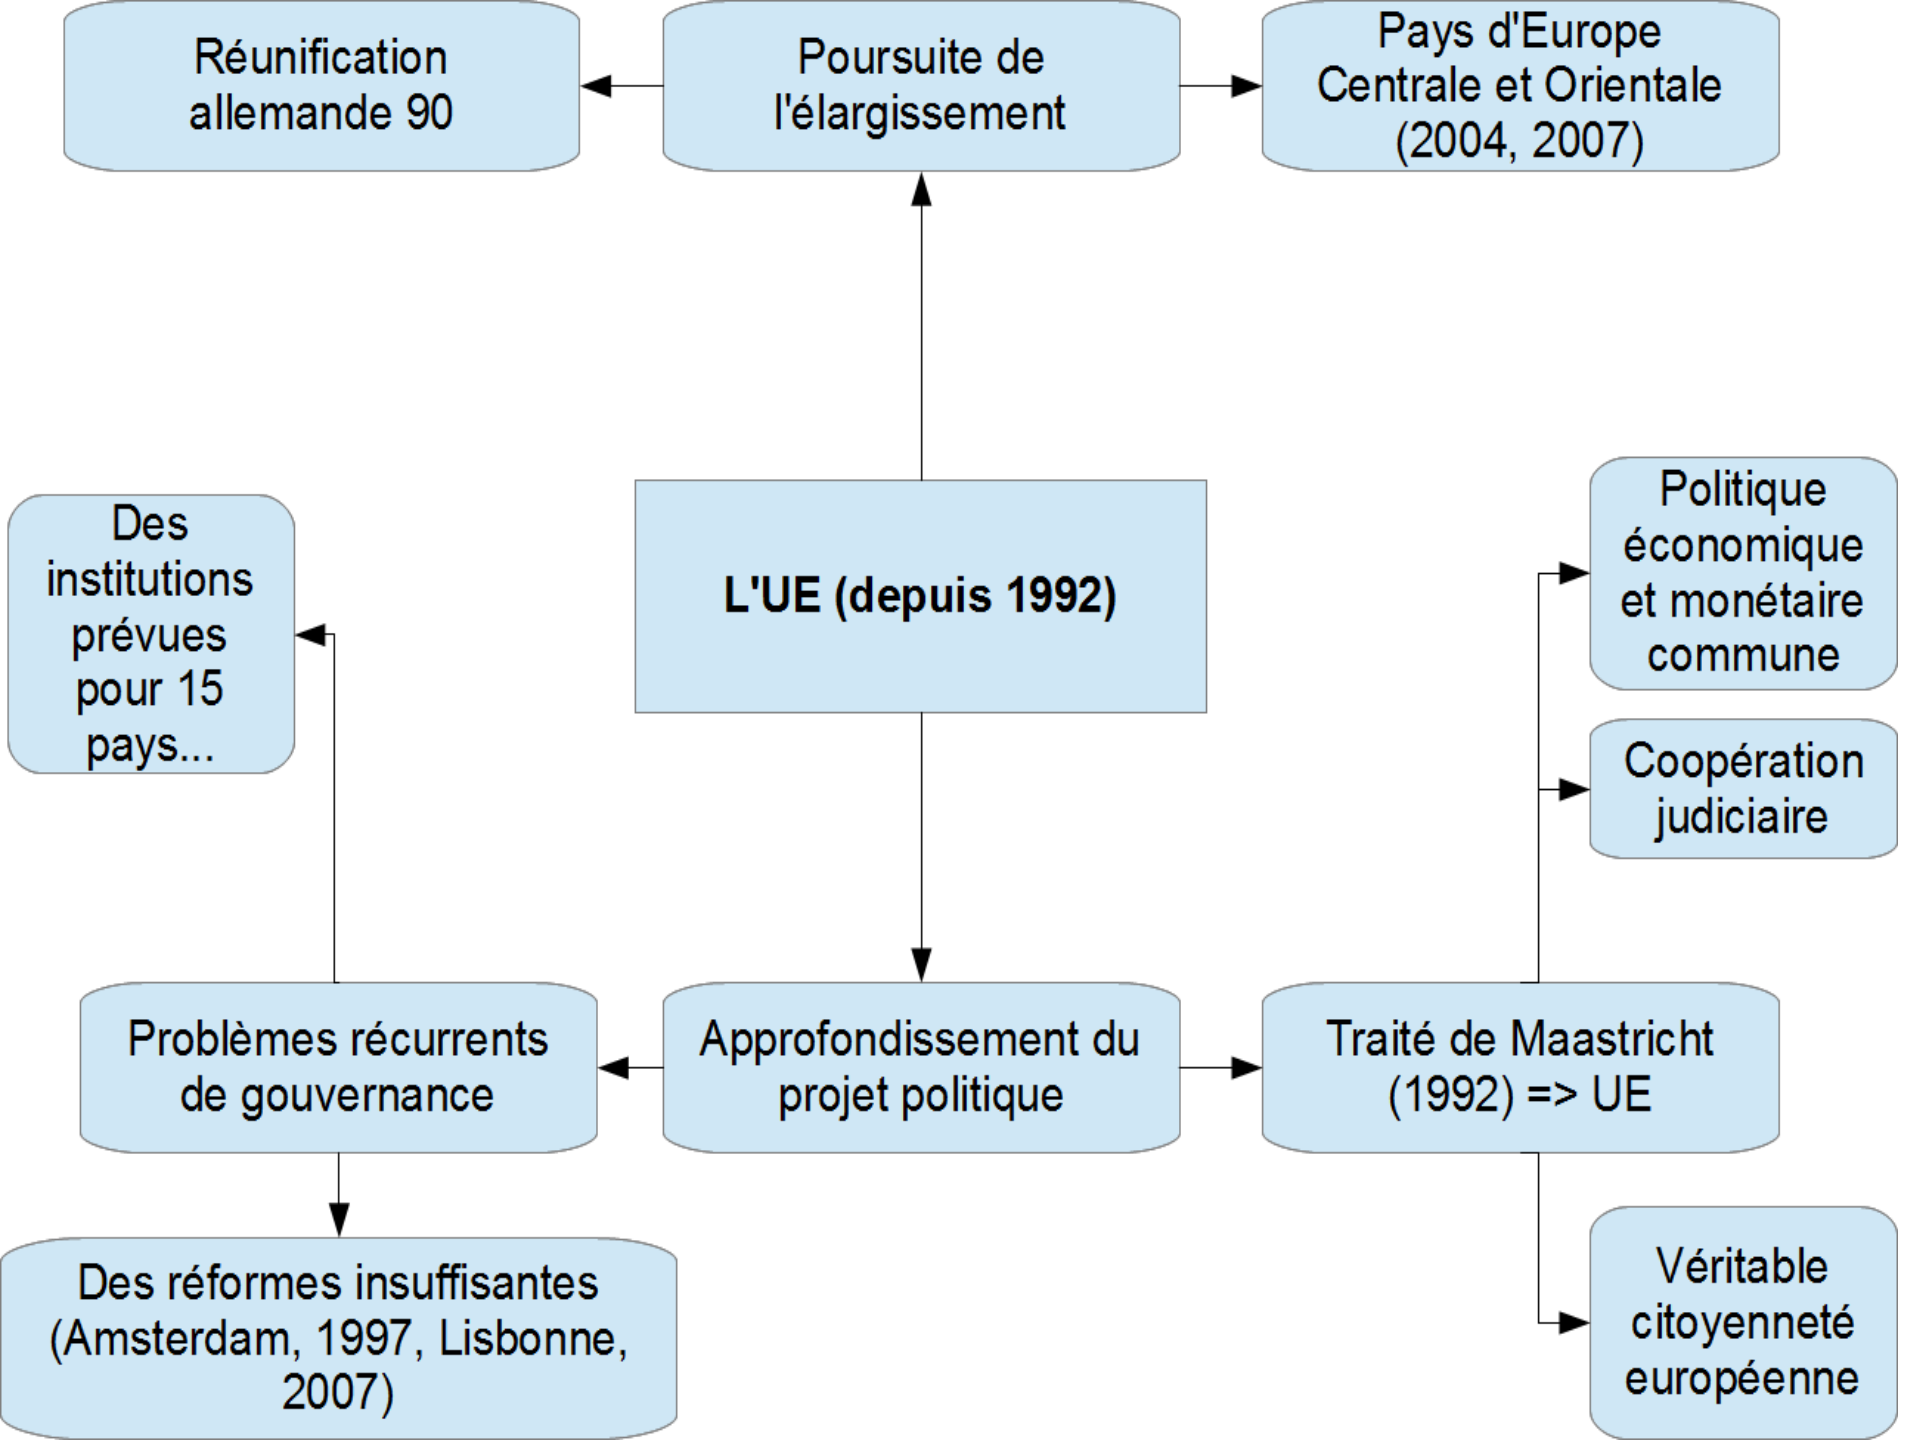 Réunification
allemande 90
Poursuite de
l'élargissement
Pays d'Europe
Centrale et Orientale
(2004, 2007)
Des
institutions
prévues
pour 15
pays...
L'UE (depuis 1992)
Politique
économique
et monétaire
commune
Coopération
judiciaire
Problèmes récurrents
de gouvernance
Approfondissement du
projet politique
Traité de Maastricht
(1992) => UE
Des réformes insuffisantes
(Amsterdam, 1997, Lisbonne,
2007)
Véritable
citoyenneté
européenne